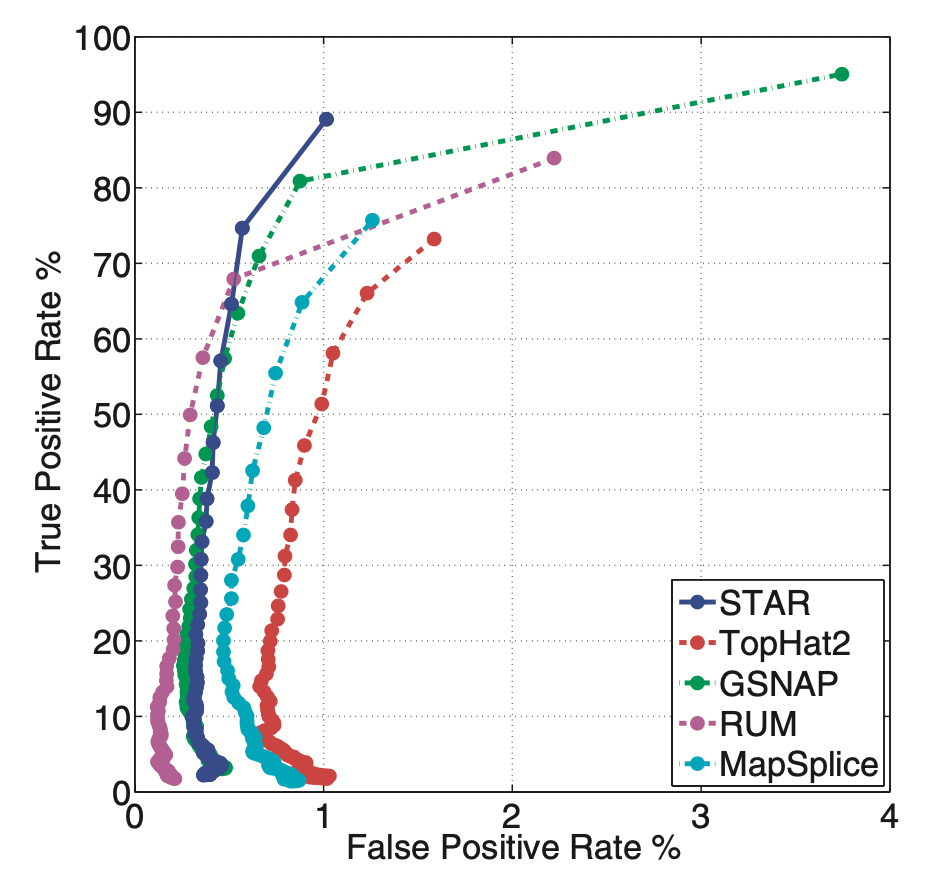 100
90
80
70
60
50
40
30
20
10
0
True Positive Rate %
0 1 2 3 4
False Positive Rate %
STAR
TopHat2
GSNAP
RUM
MapSplice